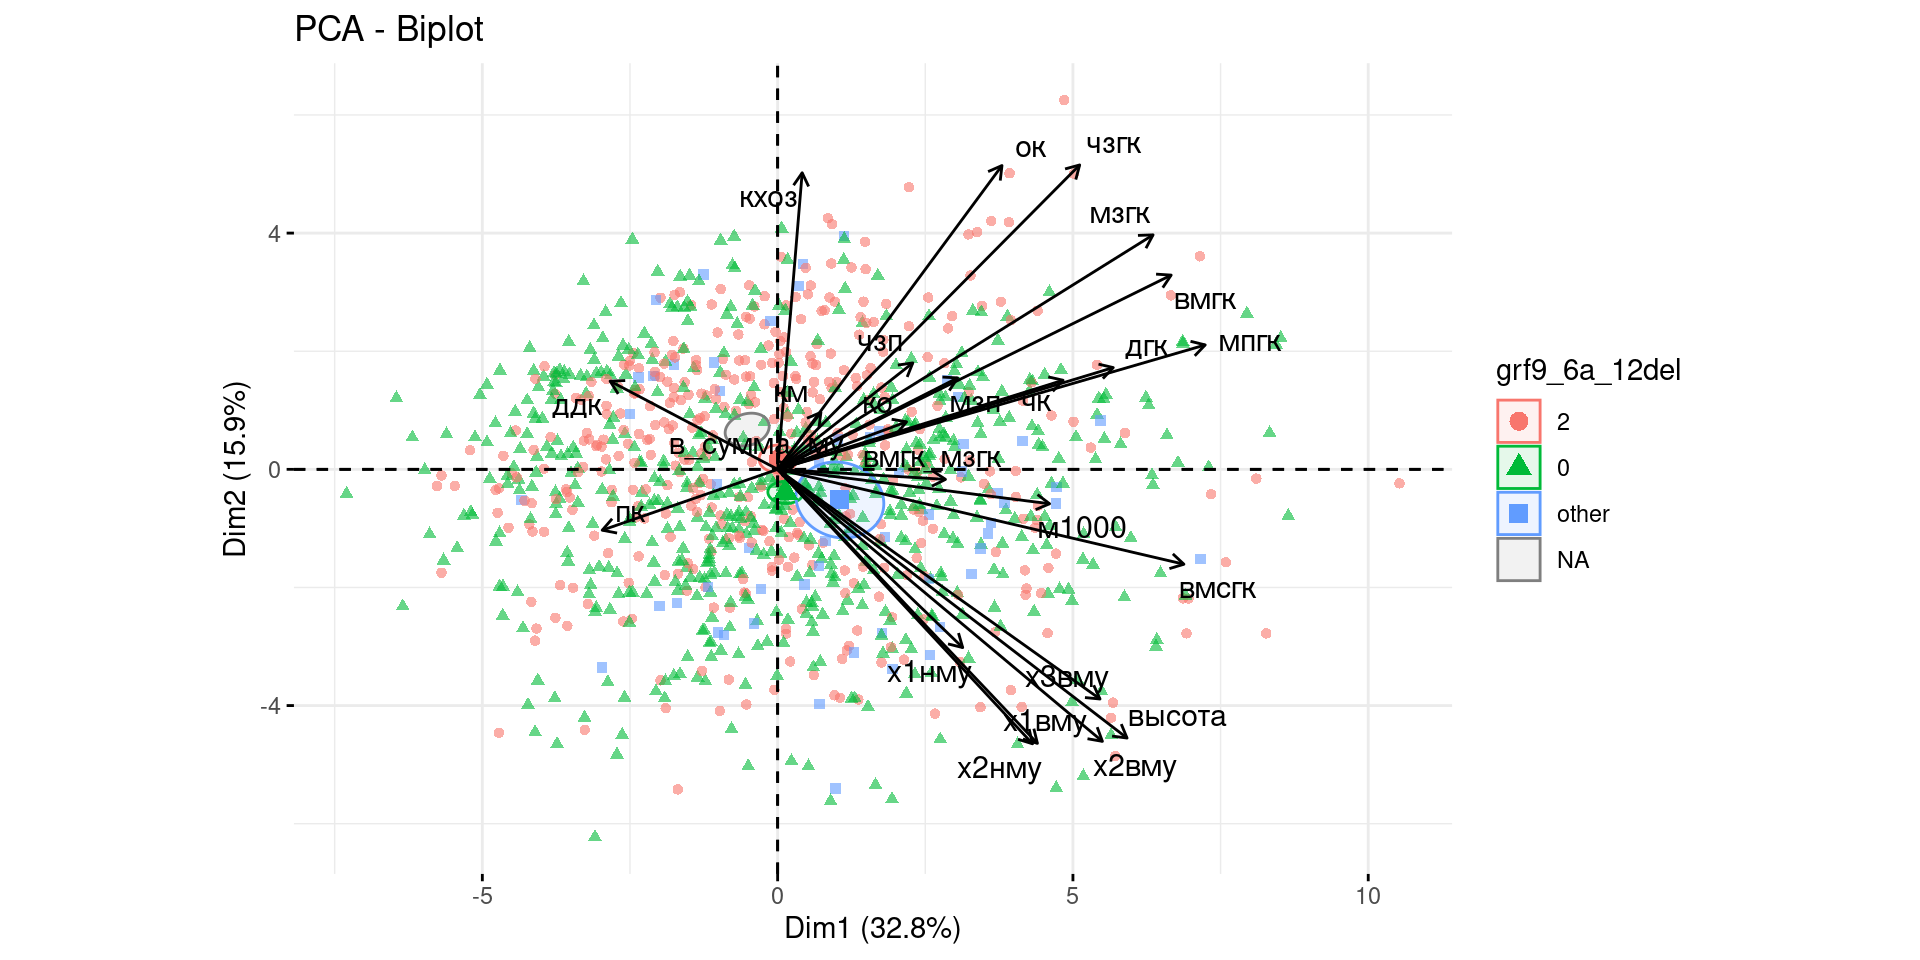 PCA - Biplot
ок
чзгк
кхоз
мзгк
вмгк
чзп
дгк
мпгк
км
ддк
ко
мзп
чк
в_сумма_му
вмгк
мзгк
пк
м1000
вмсгк
х1нму
х3вму
х1вму
высота
х2нму
х2вму
4
0
-4
-5
0
5
10
Dim1 (32.8%)
Dim2 (15.9%)
grf9_6a_12del
2
0
other
NA